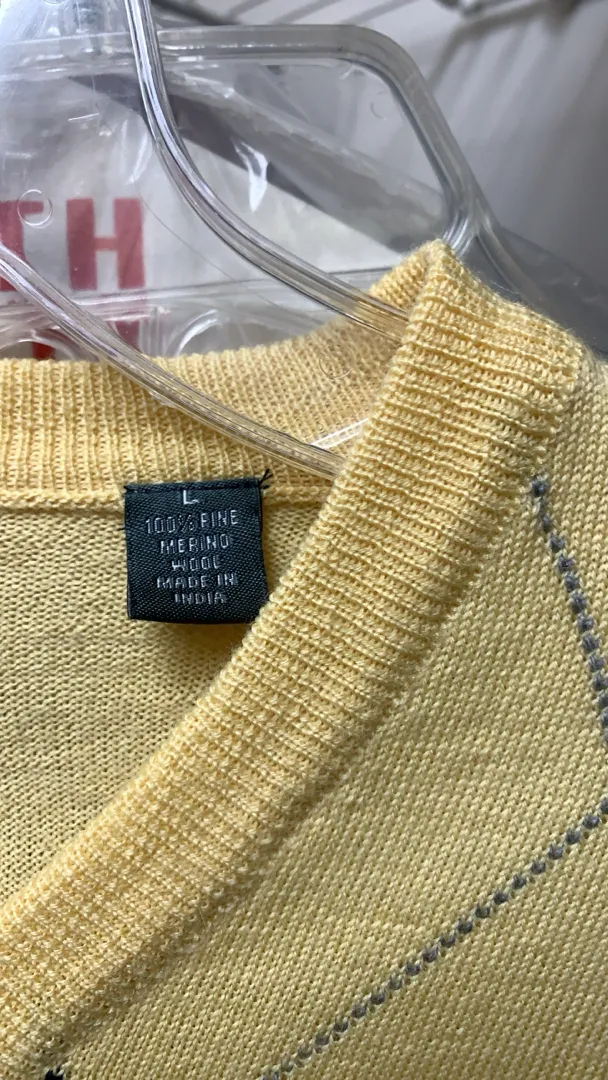 TH
L
100% FINE
MERINO
WOOL
MADE IN
INDIA